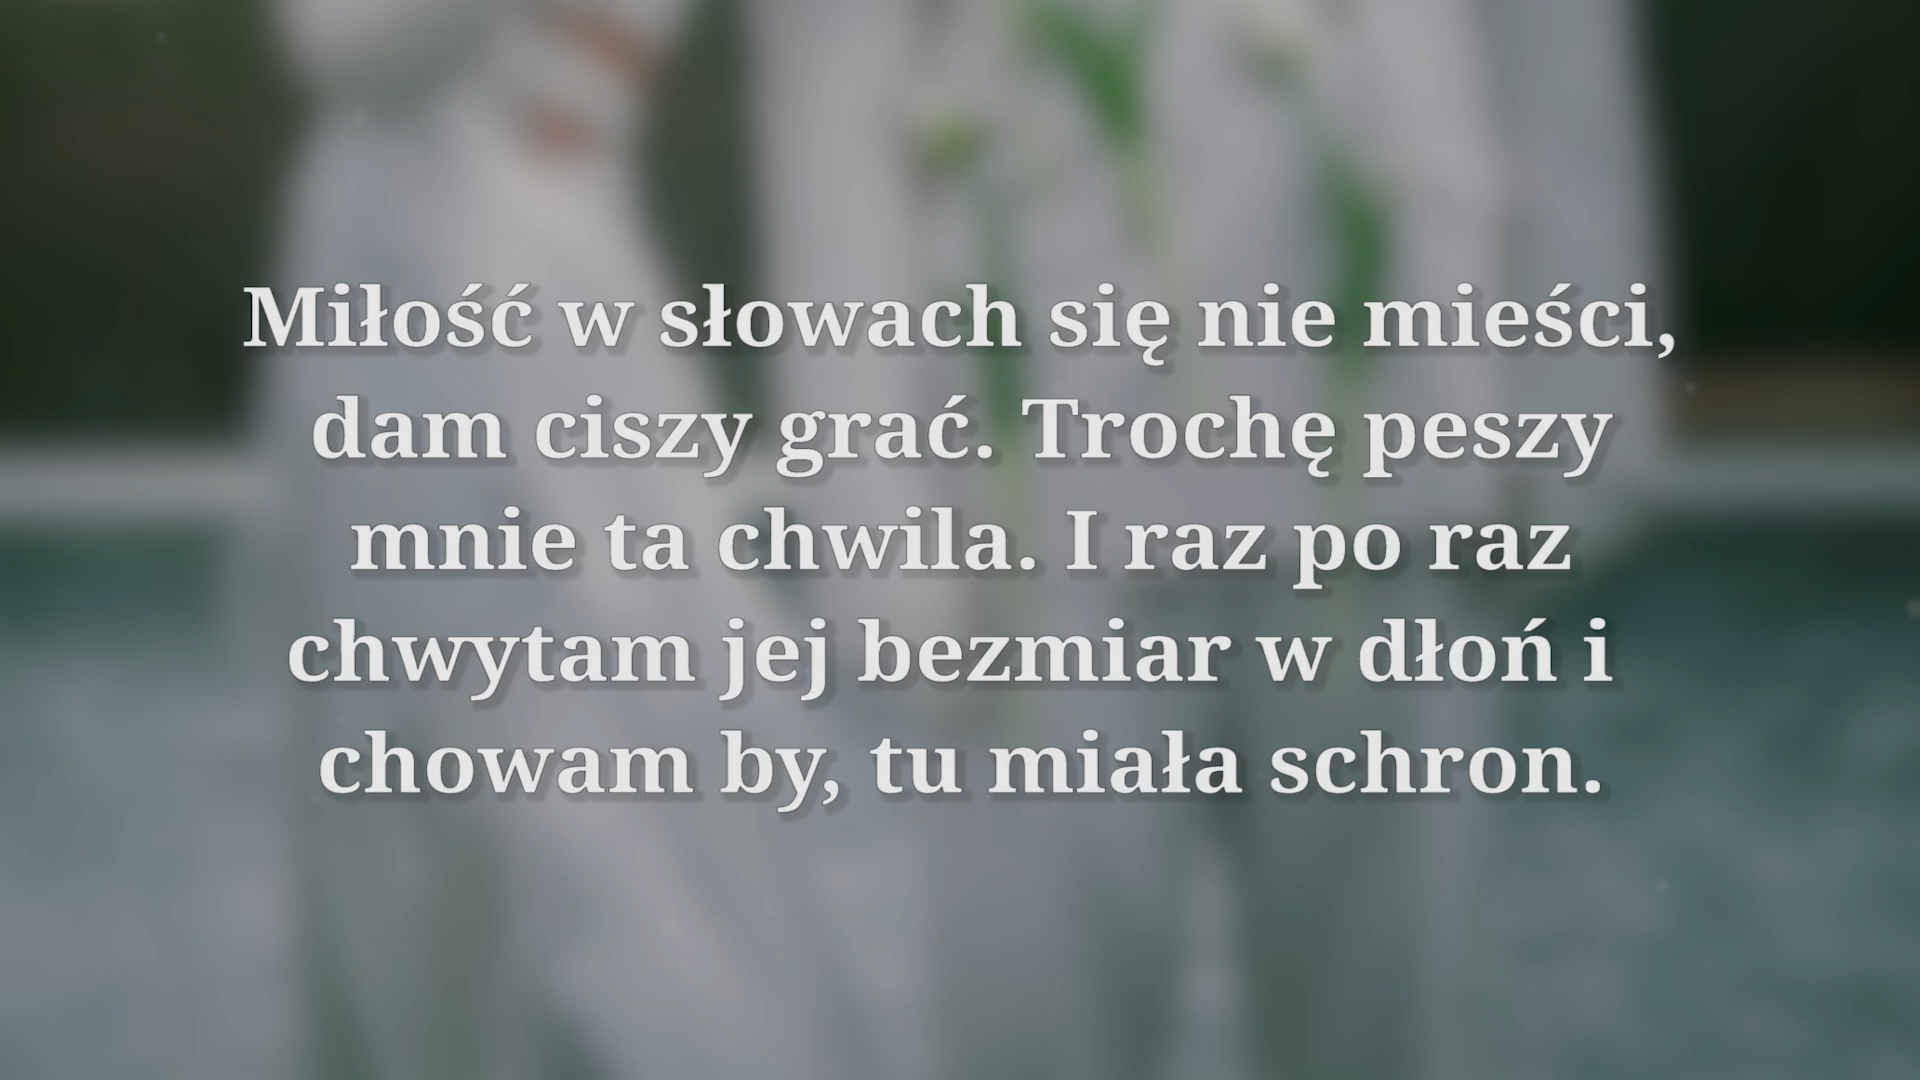 Miłość w słowach się nie mieści,
dam ciszy grać. Trochę peszy
mnie ta chwila. I raz po raz
chwytam jej bezmiar w dłoń i
chowam by, tu miała schron.